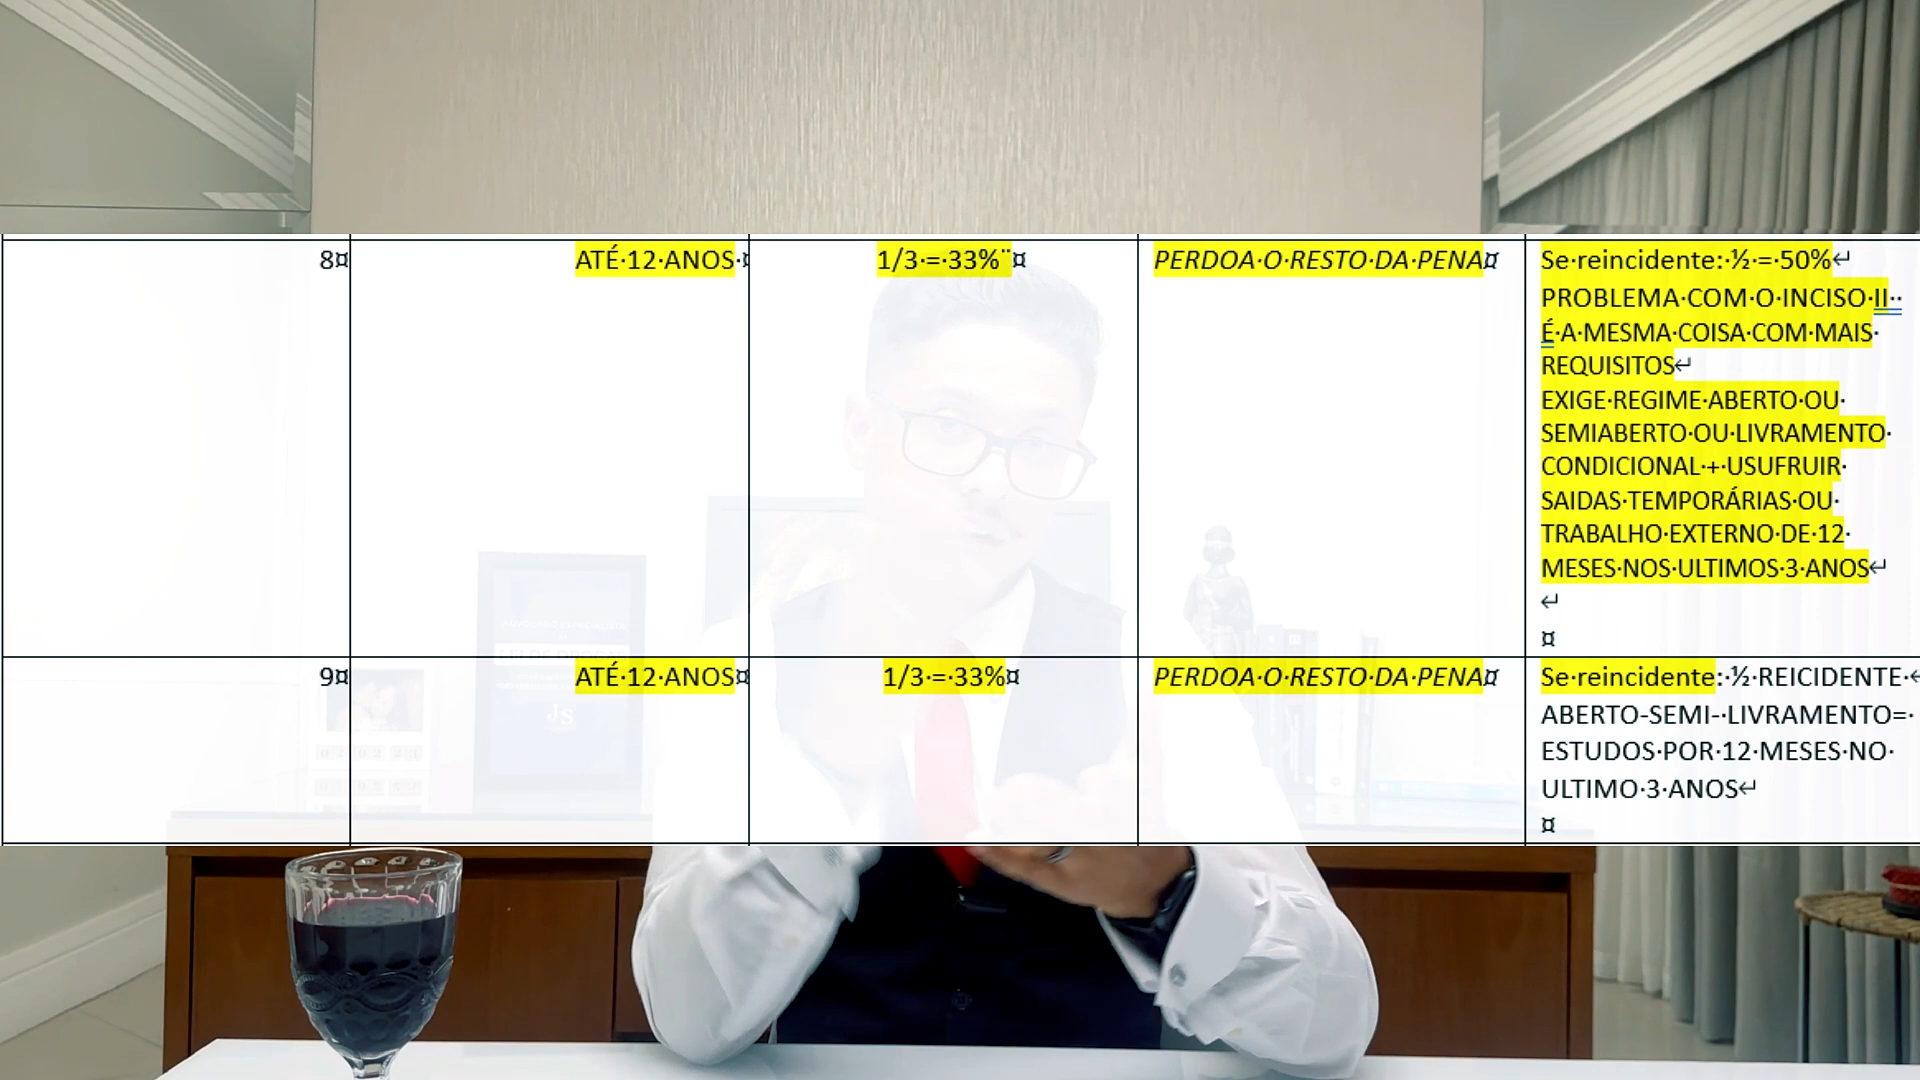 8¤
ATÉ·12·ANOS·¤
1/3·=·33%¨¤
PERDOA·O·RESTO·DA·PENA¤
Se·reincidente:·½·=·50%↵
PROBLEMA·COM·O·INCISO·II··
É·A·MESMA·COISA·COM·MAIS·
REQUISITOS↵
EXIGE·REGIME·ABERTO·OU·
SEMIABERTO·OU·LIVRAMENTO·
CONDICIONAL·+·USUFRUIR·
SAIDAS·TEMPORÁRIAS·OU·
TRABALHO·EXTERNO·DE·12·
MESES·NOS·ULTIMOS·3·ANOS↵
↵
¤
9¤
ATÉ·12·ANOS¤
1/3·=·33%¤
PERDOA·O·RESTO·DA·PENA¤
Se·reincidente:·½·REICIDENTE·↵
ABERTO-SEMI-·LIVRAMENTO=·
ESTUDOS·POR·12·MESES·NO·
ULTIMO·3·ANOS↵
¤
JS